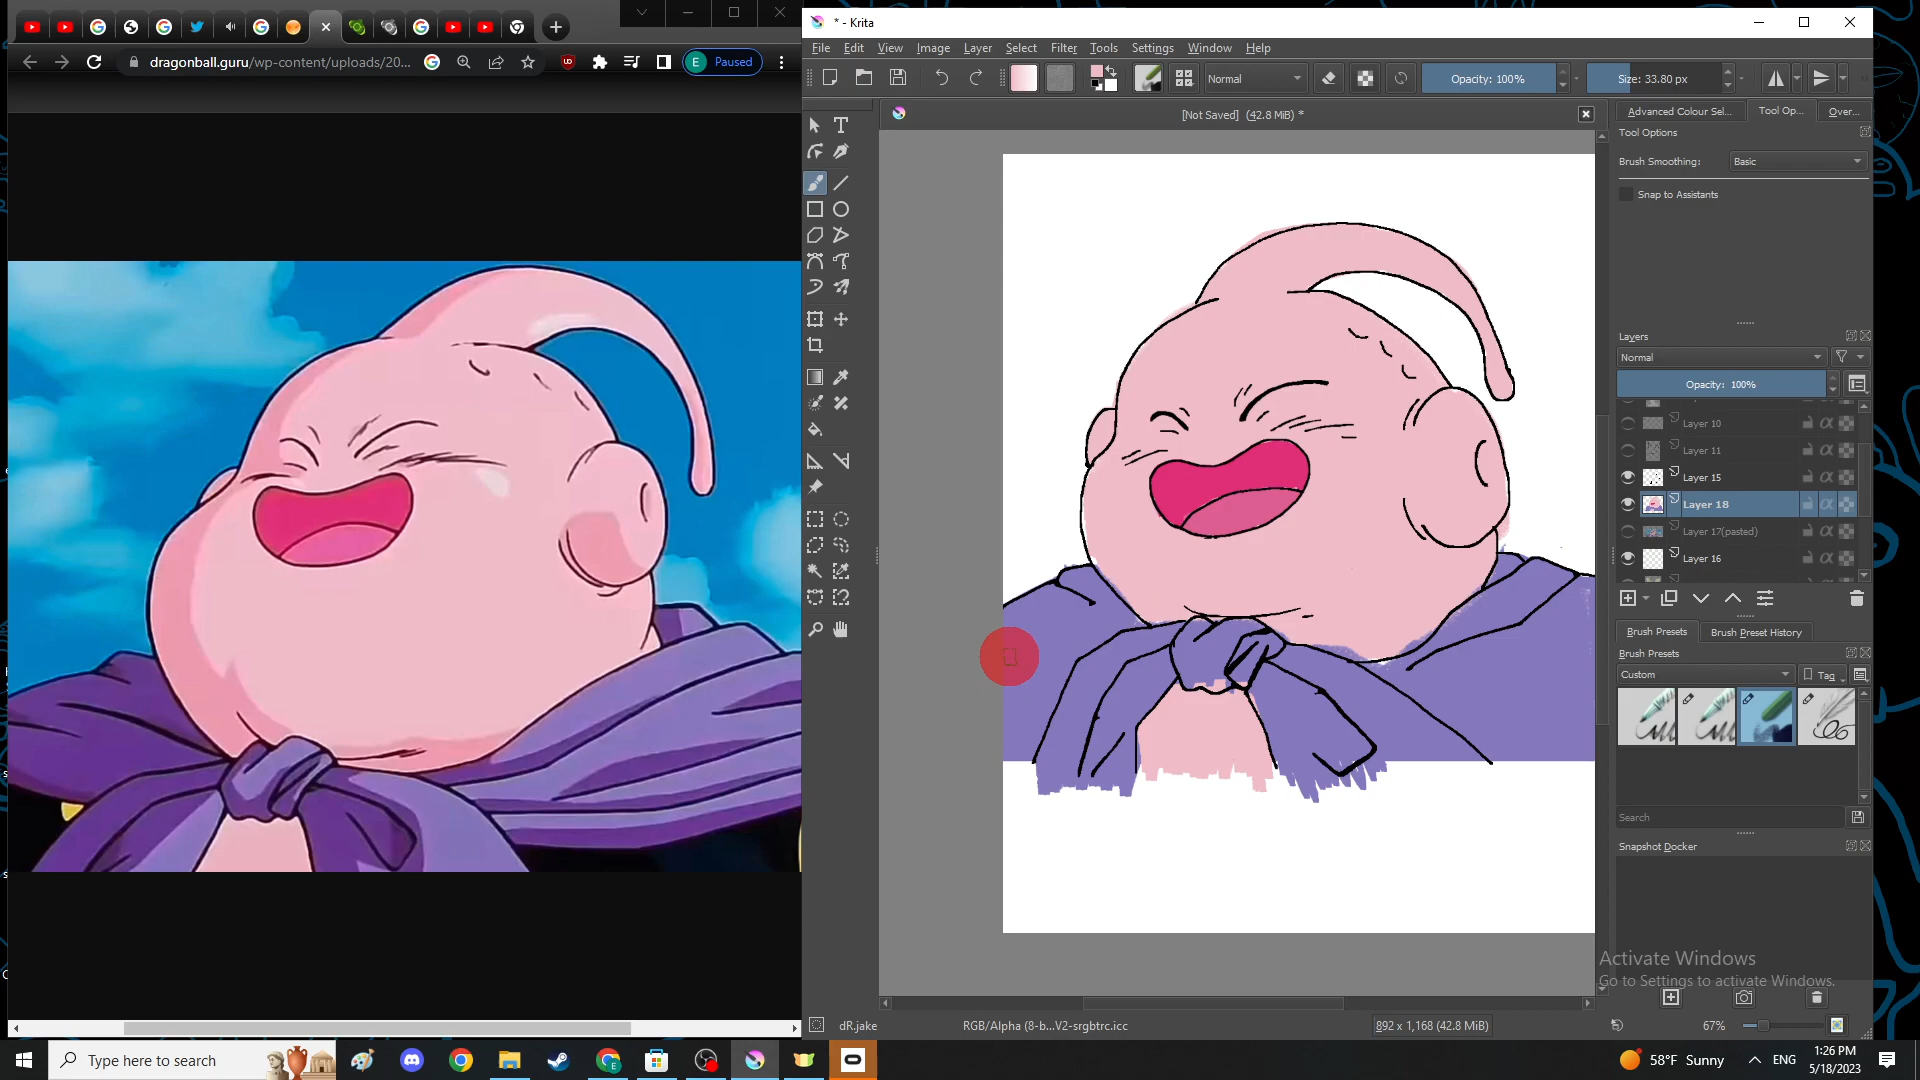 dragonball.guru/wp-content/uploads/20...
E Paused
* - Krita
File Edit View Image Layer Select Filter Tools Settings Window Help
Normal Opacity: 100% Size: 33.80 px
[Not Saved] (42.8 MiB) *
Advanced Colour Sel... Tool Op... Over...
Tool Options
Brush Smoothing: Basic
Snap to Assistants
Layers
Normal
Opacity: 100%
Layer 10
Layer 11
Layer 15
Layer 18
Layer 17(pasted)
Layer 16
Brush Presets Brush Preset History
Brush Presets
Custom Tag
Search
Snapshot Docker
Activate Windows
Go to Settings to activate Windows.
dR.jake RGB/Alpha (8-b...V2-srgbtrc.icc 892 x 1,168 (42.8 MiB) 67%
Type here to search
58°F Sunny ENG 1:26 PM
5/18/2023